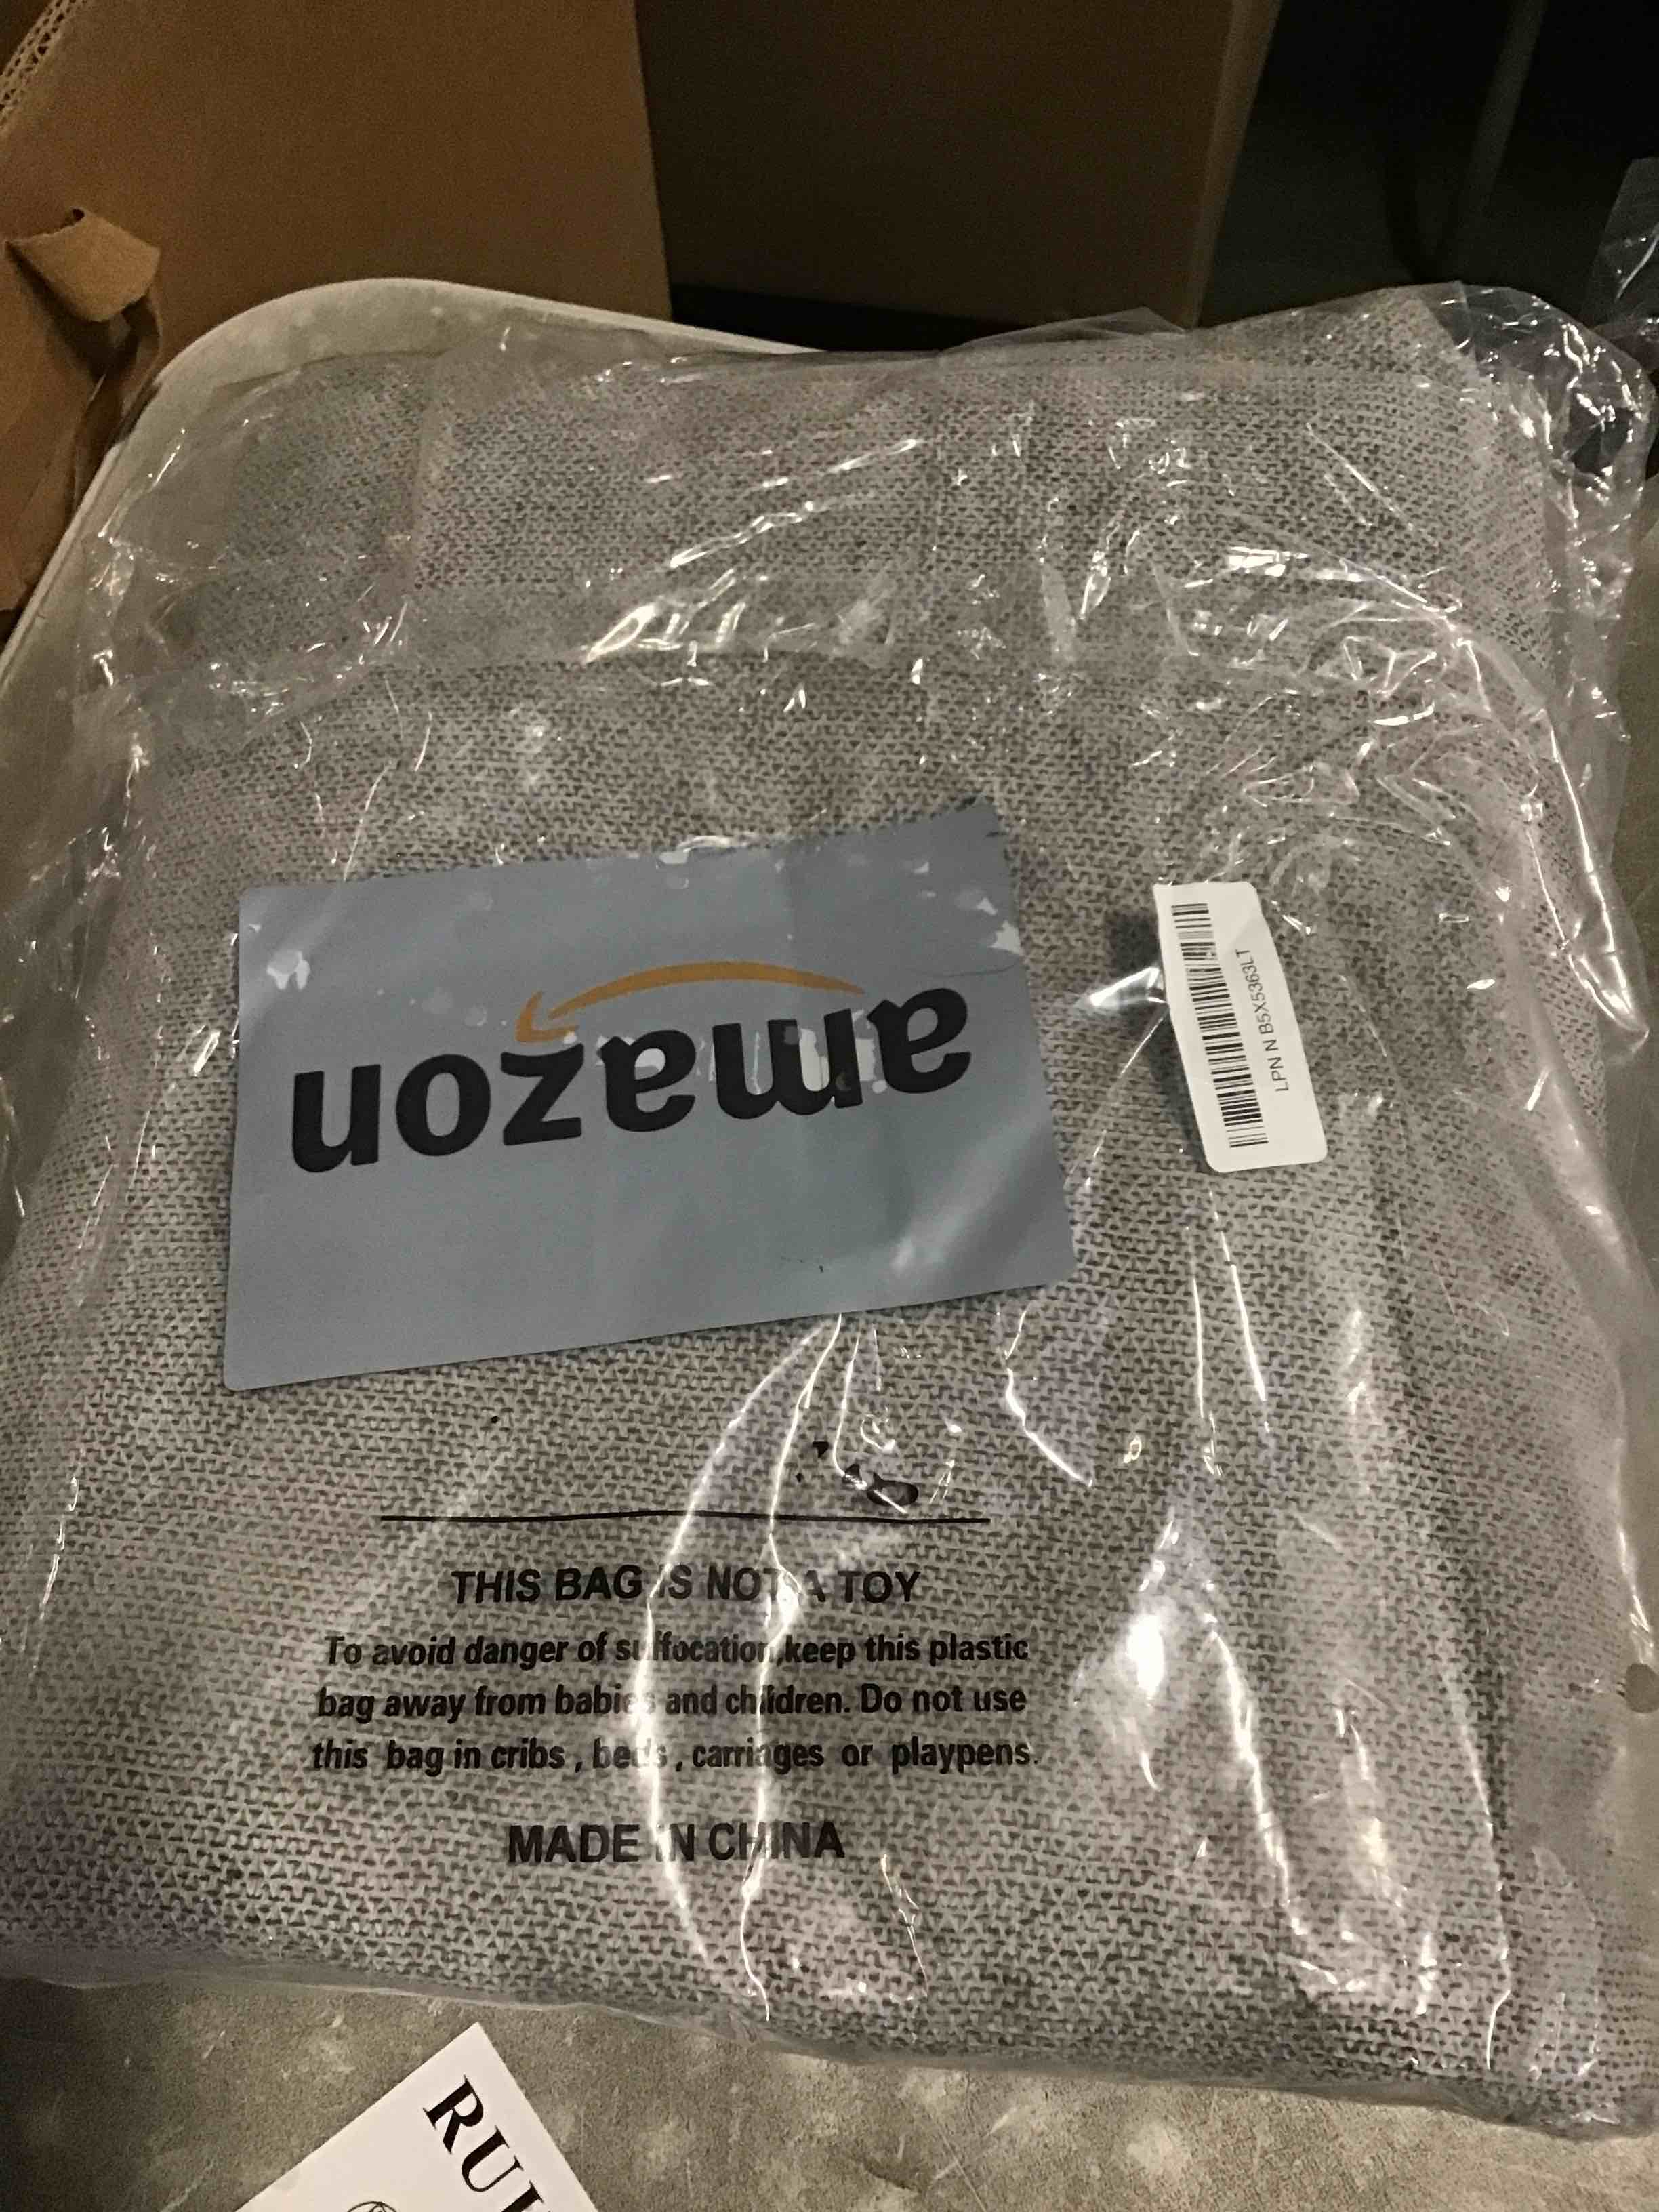 amazon
LPN N B5X5363LT
THIS BAG IS NOT A TOY
To avoid danger of suffocation,keep this plastic
bag away from babies and children. Do not use
this bag in cribs , beds , carriages or playpens.
MADE IN CHINA